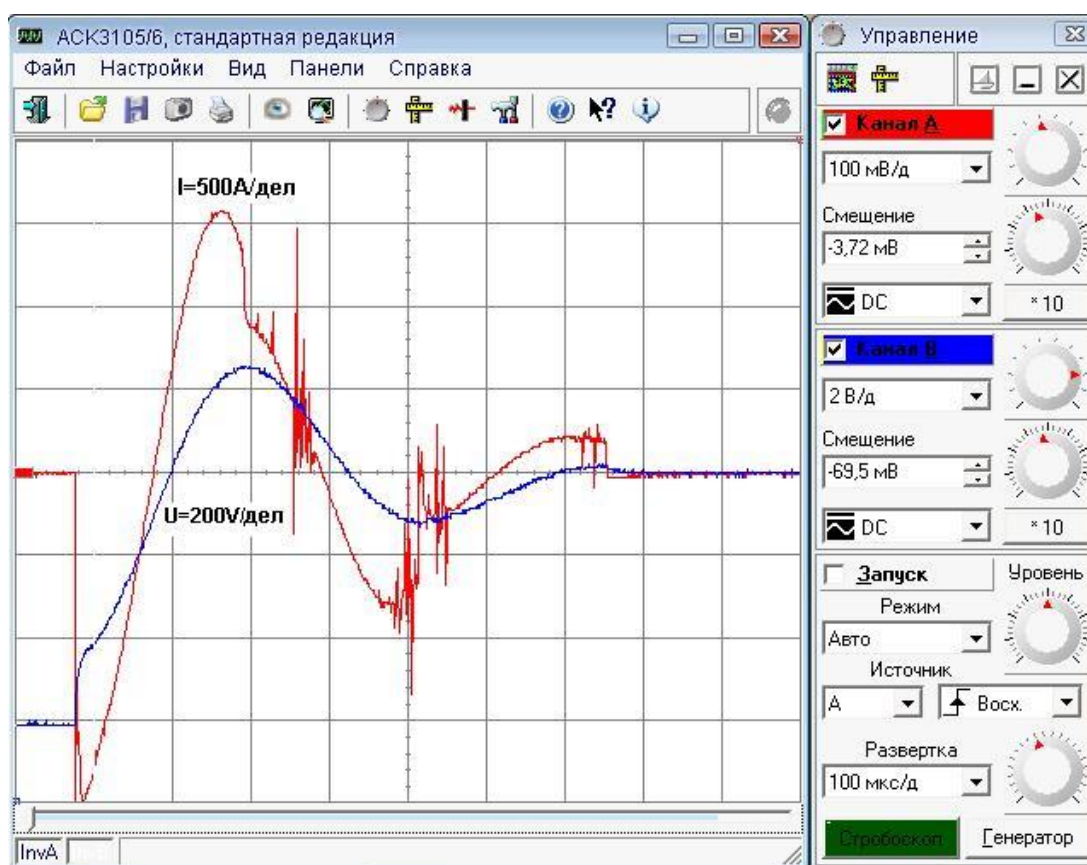 АСК3105/6, стандартная редакция
Файл Настройки Вид Панели Справка
I=500А/дел
U=200V/дел
InvA
Управление
Канал А
100 мВ/д
Смещение
-3,72 мВ
DC
* 10
Канал В
2 В/д
Смещение
-69,5 мВ
DC
* 10
Запуск Уровень
Режим
Авто
Источник
А Восх.
Развертка
100 мкс/д
Стробоскоп Генератор